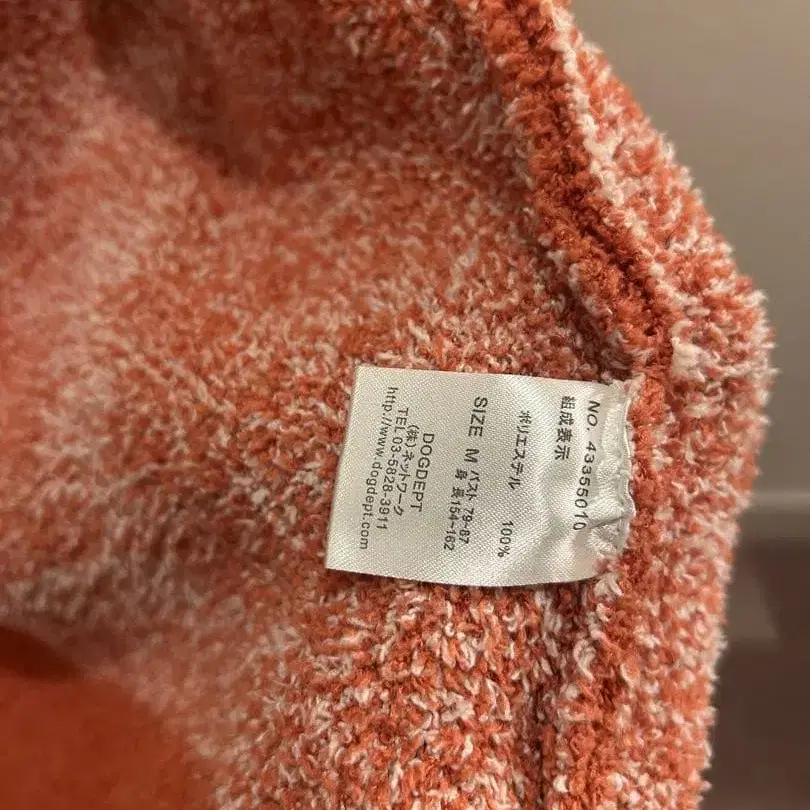 NO. 43355010
組成表示
ポリエステル 100%
SIZE M バスト 79~87
身 長154~162
DOGDEPT
(株)ネットワーク
TEL 03-5828-3911
http://www.dogdept.com